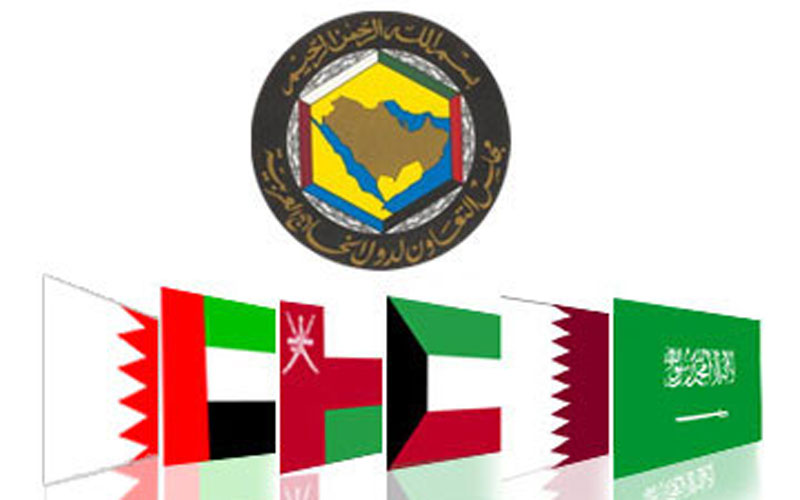 بسم الله الرحمن الرحيم
مجلس التعاون لدول الخليج العربية